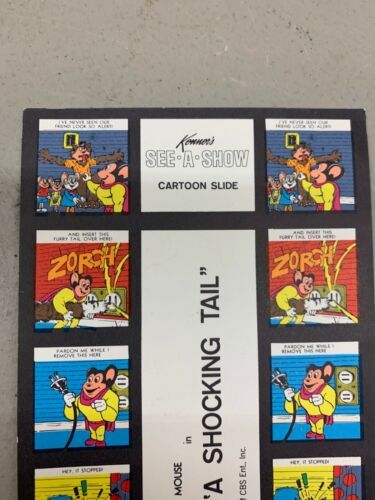 I'VE NEVER SEEN OUR
FRIEND LOOK SO ALERT!
Kenner's
SEE•A•SHOW
CARTOON SLIDE
I'VE NEVER SEEN OUR
FRIEND LOOK SO ALERT!
AND INSERT THIS
FURRY TAIL OVER HERE!
ZORCH
AND INSERT THIS
FURRY TAIL OVER HERE!
ZORCH
PARDON ME WHILE I
REMOVE THIS HERE
PARDON ME WHILE I
REMOVE THIS HERE
HEY, IT STOPPED!
HEY, IT STOPPED!
MOUSE in
"A SHOCKING TAIL"
CBS Ent., Inc.